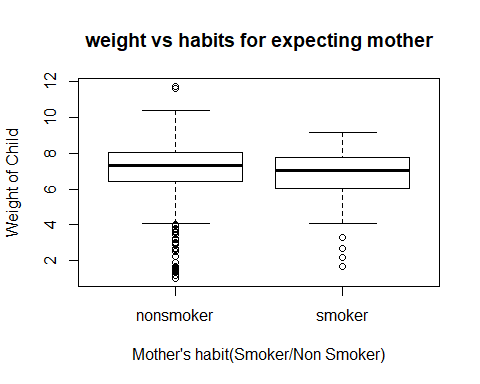 weight vs habits for expecting mother
Weight of Child
12
10
8
6
4
2
nonsmoker smoker
Mother's habit(Smoker/Non Smoker)